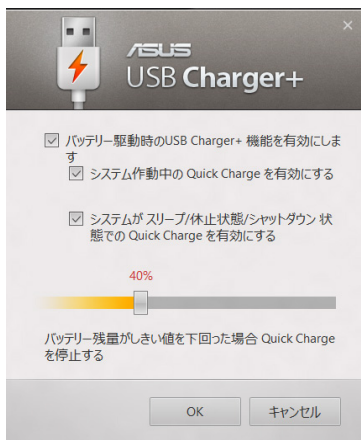 ASUS
USB Charger+
バッテリー駆動時のUSB Charger+ 機能を有効にしま
す
システム作動中の Quick Charge を有効にする
システムが スリープ/休止状態/シャットダウン 状
態での Quick Charge を有効にする
40%
バッテリー残量がしきい値を下回った場合 Quick Charge
を停止する
OK キャンセル